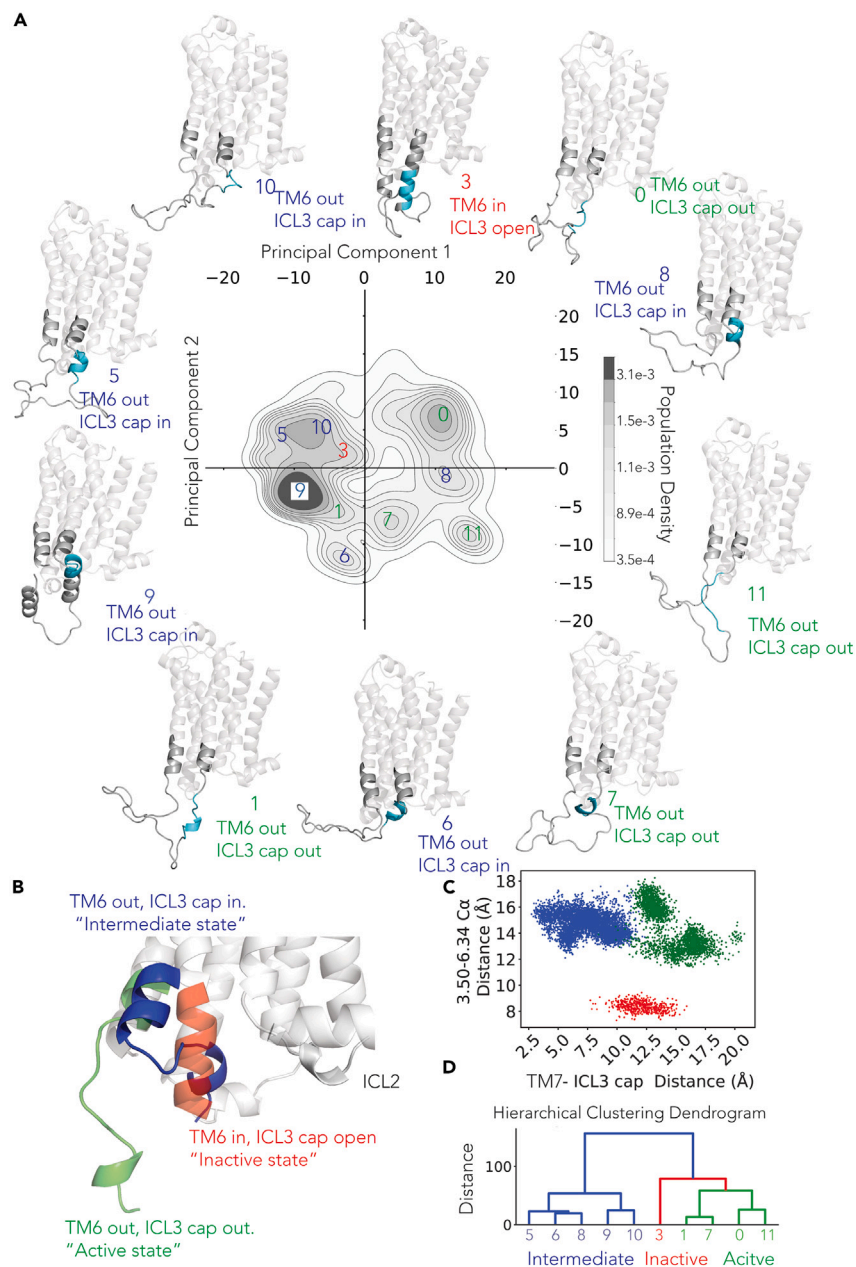 A
10
TM6 out
ICL3 cap in
3
TM6 in
ICL3 open
0
TM6 out
ICL3 cap out
8
TM6 out
ICL3 cap in
5
TM6 out
ICL3 cap in
Principal Component 1
−20 −10 0 10 20
Principal Component 2
20
15
10
5
0
−5
−10
−15
−20
5 10 3 0
9 1 7 8 11
6
3.1e-3
1.5e-3
1.1e-3
8.9e-4
3.5e-4
Population Density
9
TM6 out
ICL3 cap in
11
TM6 out
ICL3 cap out
1
TM6 out
ICL3 cap out
6
TM6 out
ICL3 cap in
7
TM6 out
ICL3 cap out
B
TM6 out, ICL3 cap in.
“Intermediate state”
ICL2
TM6 in, ICL3 cap open
“Inactive state”
TM6 out, ICL3 cap out.
“Active state”
C
3.50-6.34 Cα
Distance (Å)
18
16
14
12
10
8
2.5 5.0 7.5 10.0 12.5 15.0 17.5 20.0
TM7- ICL3 cap Distance (Å)
D
Hierarchical Clustering Dendrogram
Distance
100
0
5 6 8 9 10 3 1 7 0 11
Intermediate Inactive Acitve